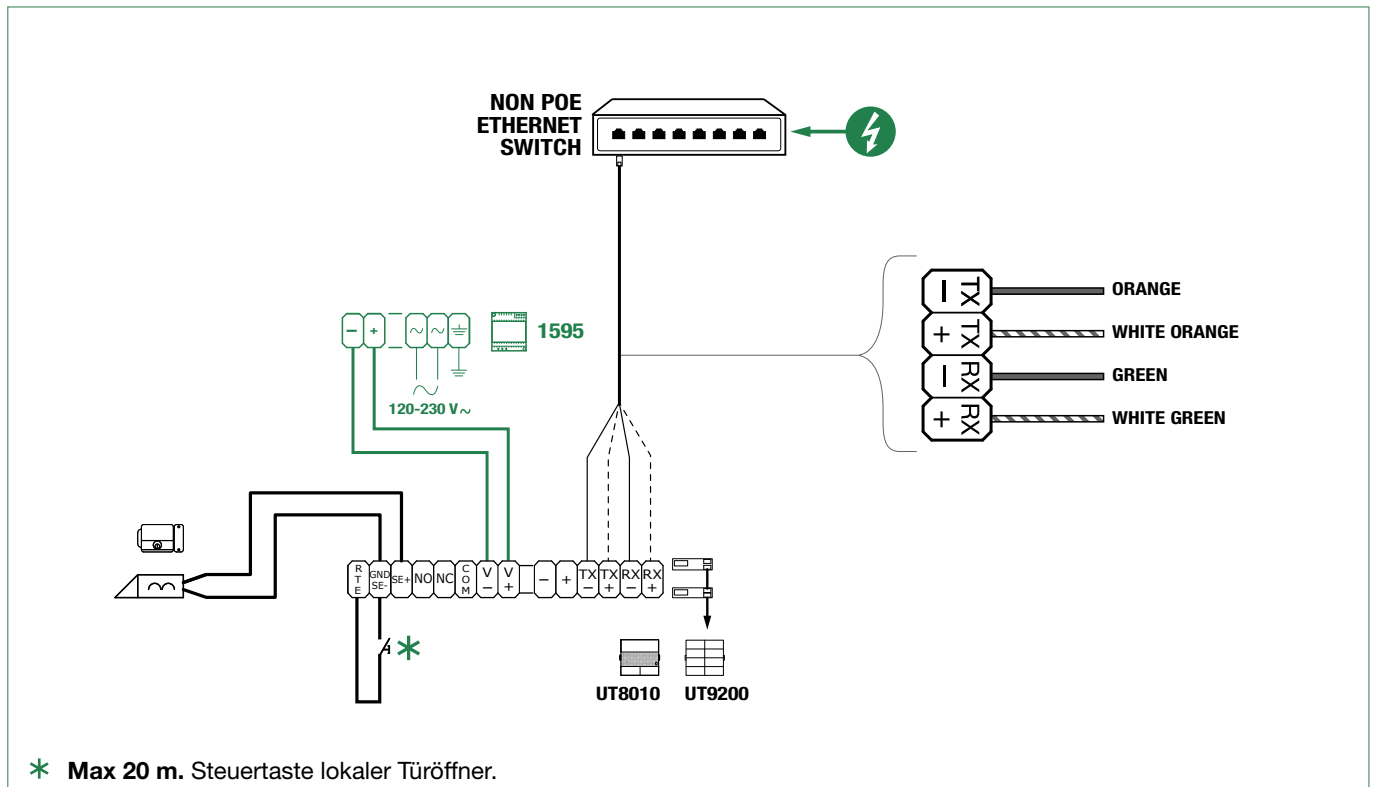 NON POE
ETHERNET
SWITCH
TX − ORANGE
TX + WHITE ORANGE
RX − GREEN
RX + WHITE GREEN
− + ~ ~
1595
120-230 V~
RTE GND SE- SE+ NO NC COM V− V+ − + TX− TX+ RX− RX+
UT8010 UT9200
* Max 20 m. Steuertaste lokaler Türöffner.